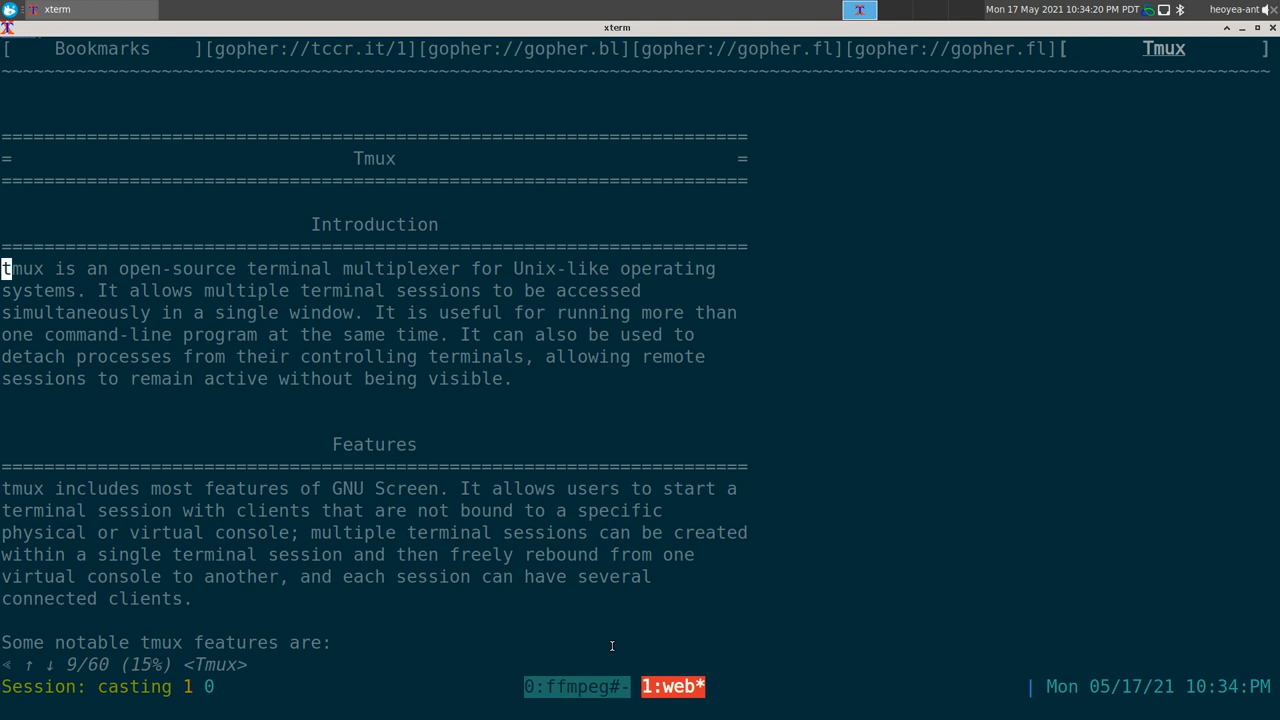 xterm
Mon 17 May 2021 10:34:20 PDT
heoyea-ant
xterm
[ Bookmarks ][gopher://tccr.it/1][gopher://gopher.bl][gopher://gopher.fl][gopher://gopher.fl][ Tmux ]
~~~~~~~~~~~~~~~~~~~~~~~~~~~~~~~~~~~~~~~~~~~~~~~~~~~~~~~~~~~~~~~~~~~~~~~~~~~~~~~~~~~~~~~~~~~~~~~~~~~~~~~~~~~~~~~~~~~~~~~
======================================================================
= Tmux =
======================================================================
Introduction
======================================================================
tmux is an open-source terminal multiplexer for Unix-like operating
systems. It allows multiple terminal sessions to be accessed
simultaneously in a single window. It is useful for running more than
one command-line program at the same time. It can also be used to
detach processes from their controlling terminals, allowing remote
sessions to remain active without being visible.
Features
======================================================================
tmux includes most features of GNU Screen. It allows users to start a
terminal session with clients that are not bound to a specific
physical or virtual console; multiple terminal sessions can be created
within a single terminal session and then freely rebound from one
virtual console to another, and each session can have several
connected clients.
Some notable tmux features are:
⋖ ↑ ↓ 9/60 (15%) <Tmux>
Session: casting 1 0 0:ffmpeg#- 1:web* | Mon 05/17/21 10:34:PM